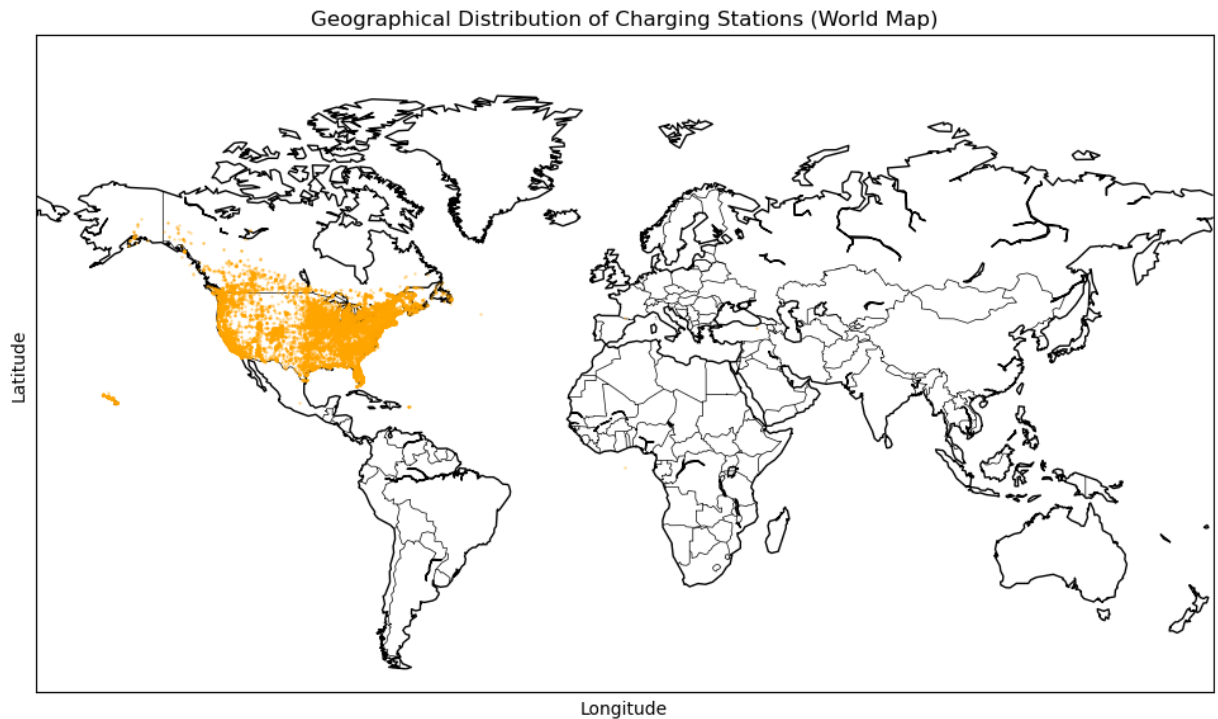 Geographical Distribution of Charging Stations (World Map)
Latitude
Longitude